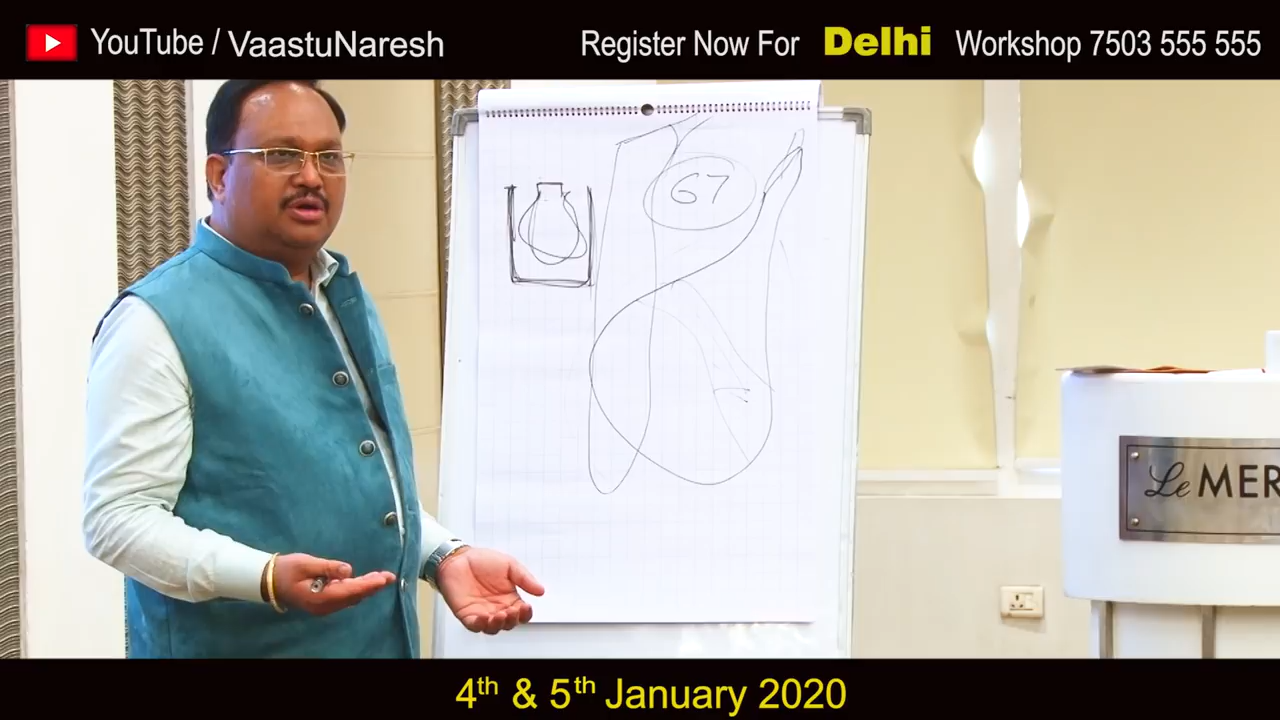 YouTube / VaastuNaresh
Register Now For Delhi Workshop 7503 555 555
67
Le MER
4th & 5th January 2020